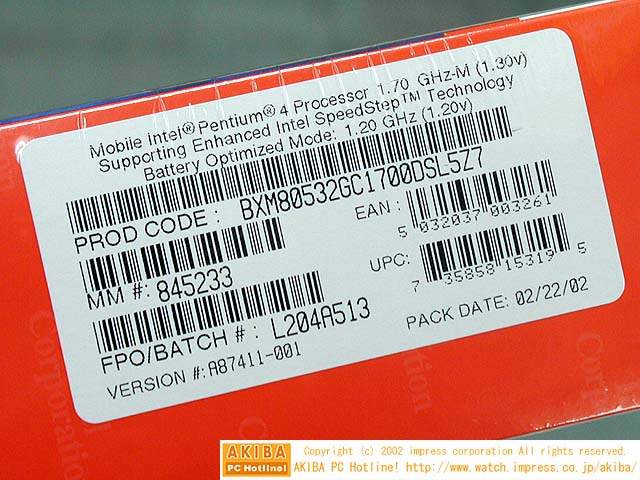 Mobile Intel® Pentium® 4 Processor 1.70 GHz-M (1.30v)
Supporting Enhanced Intel SpeedStep™ Technology
Battery Optimized Mode: 1.20 GHz (1.20v)
PROD CODE: BXM80532GC1700DSL5Z7
EAN:
5 032037 003261
MM #: 845233
UPC:
7 35858 15319 5
FPO/BATCH #: L204A513
PACK DATE: 02/22/02
VERSION #:A87411-001
Corporation
Corporation
Corporation
AKIBA
PC Hotline!
Copyright (c) 2002 impress corporation All rights reserved.
AKIBA PC Hotline! http://www.watch.impress.co.jp/akiba/